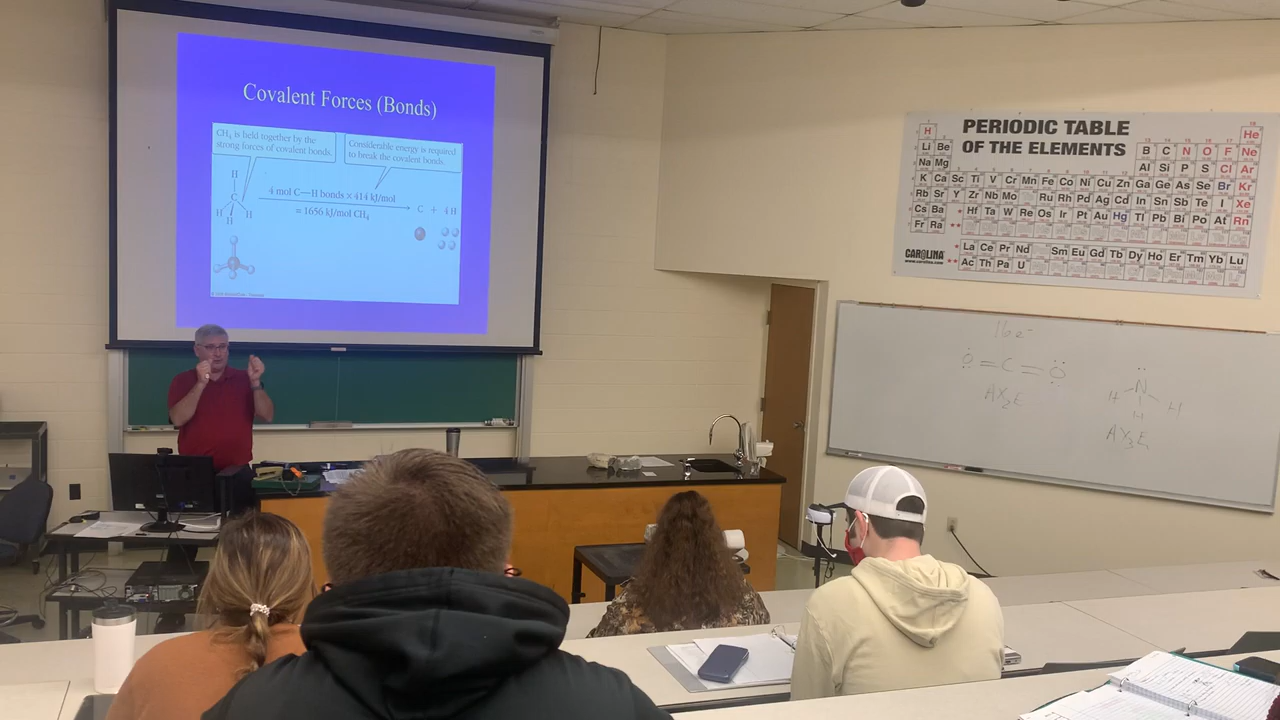 Covalent Forces (Bonds)
CH₄ is held together by the
strong forces of covalent bonds.
Considerable energy is required
to break the covalent bonds.
H
C
H H H
4 mol C—H bonds × 414 kJ/mol
= 1656 kJ/mol CH₄
C + 4H
PERIODIC TABLE
OF THE ELEMENTS
H He
Li Be B C N O F Ne
Na Mg Al Si P S Cl Ar
K Ca Sc Ti V Cr Mn Fe Co Ni Cu Zn Ga Ge As Se Br Kr
Rb Sr Y Zr Nb Mo Ru Rh Pd Ag Cd In Sn Sb Te I Xe
Cs Ba Hf Ta W Re Os Ir Pt Au Hg Tl Pb Bi Po At Rn
Fr Ra
La Ce Pr Nd Sm Eu Gd Tb Dy Ho Er Tm Yb Lu
Ac Th Pa U
CAROLINA
www.carolina.com
16e⁻
O=C=O
AX₂E
N
H H
H
AX₃E₁